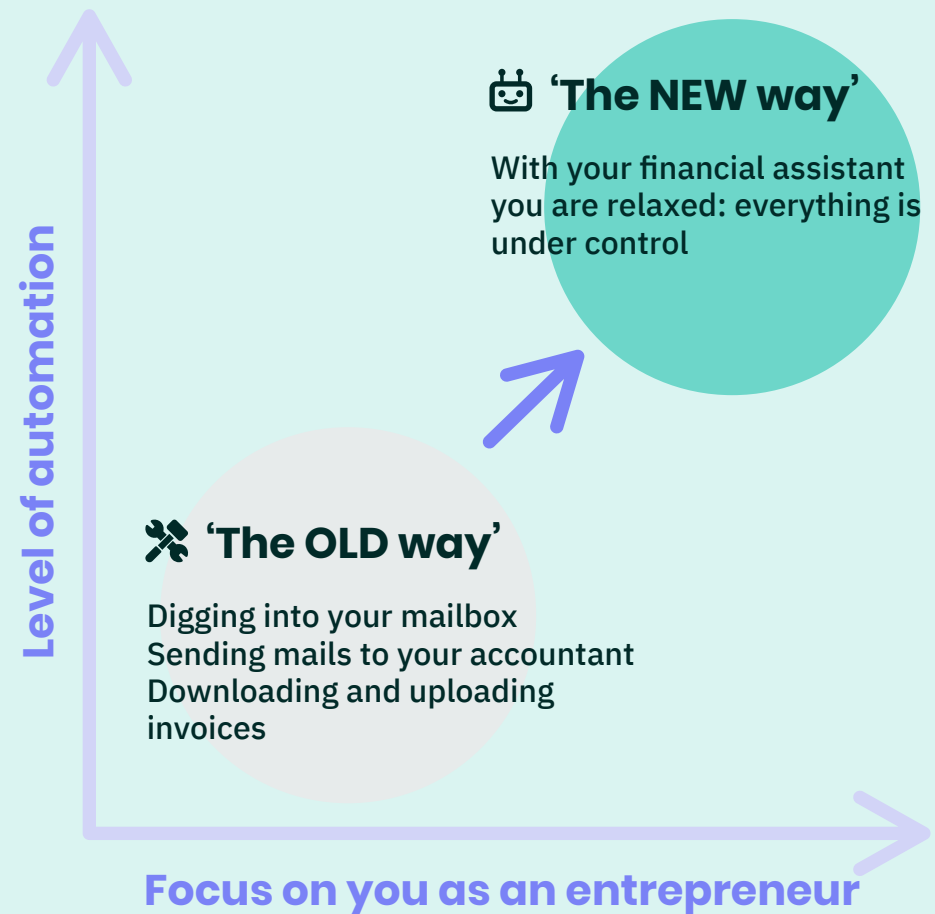 ‘The NEW way’
With your financial assistant
you are relaxed: everything is
under control
Level of automation
‘The OLD way’
Digging into your mailbox
Sending mails to your accountant
Downloading and uploading
invoices
Focus on you as an entrepreneur